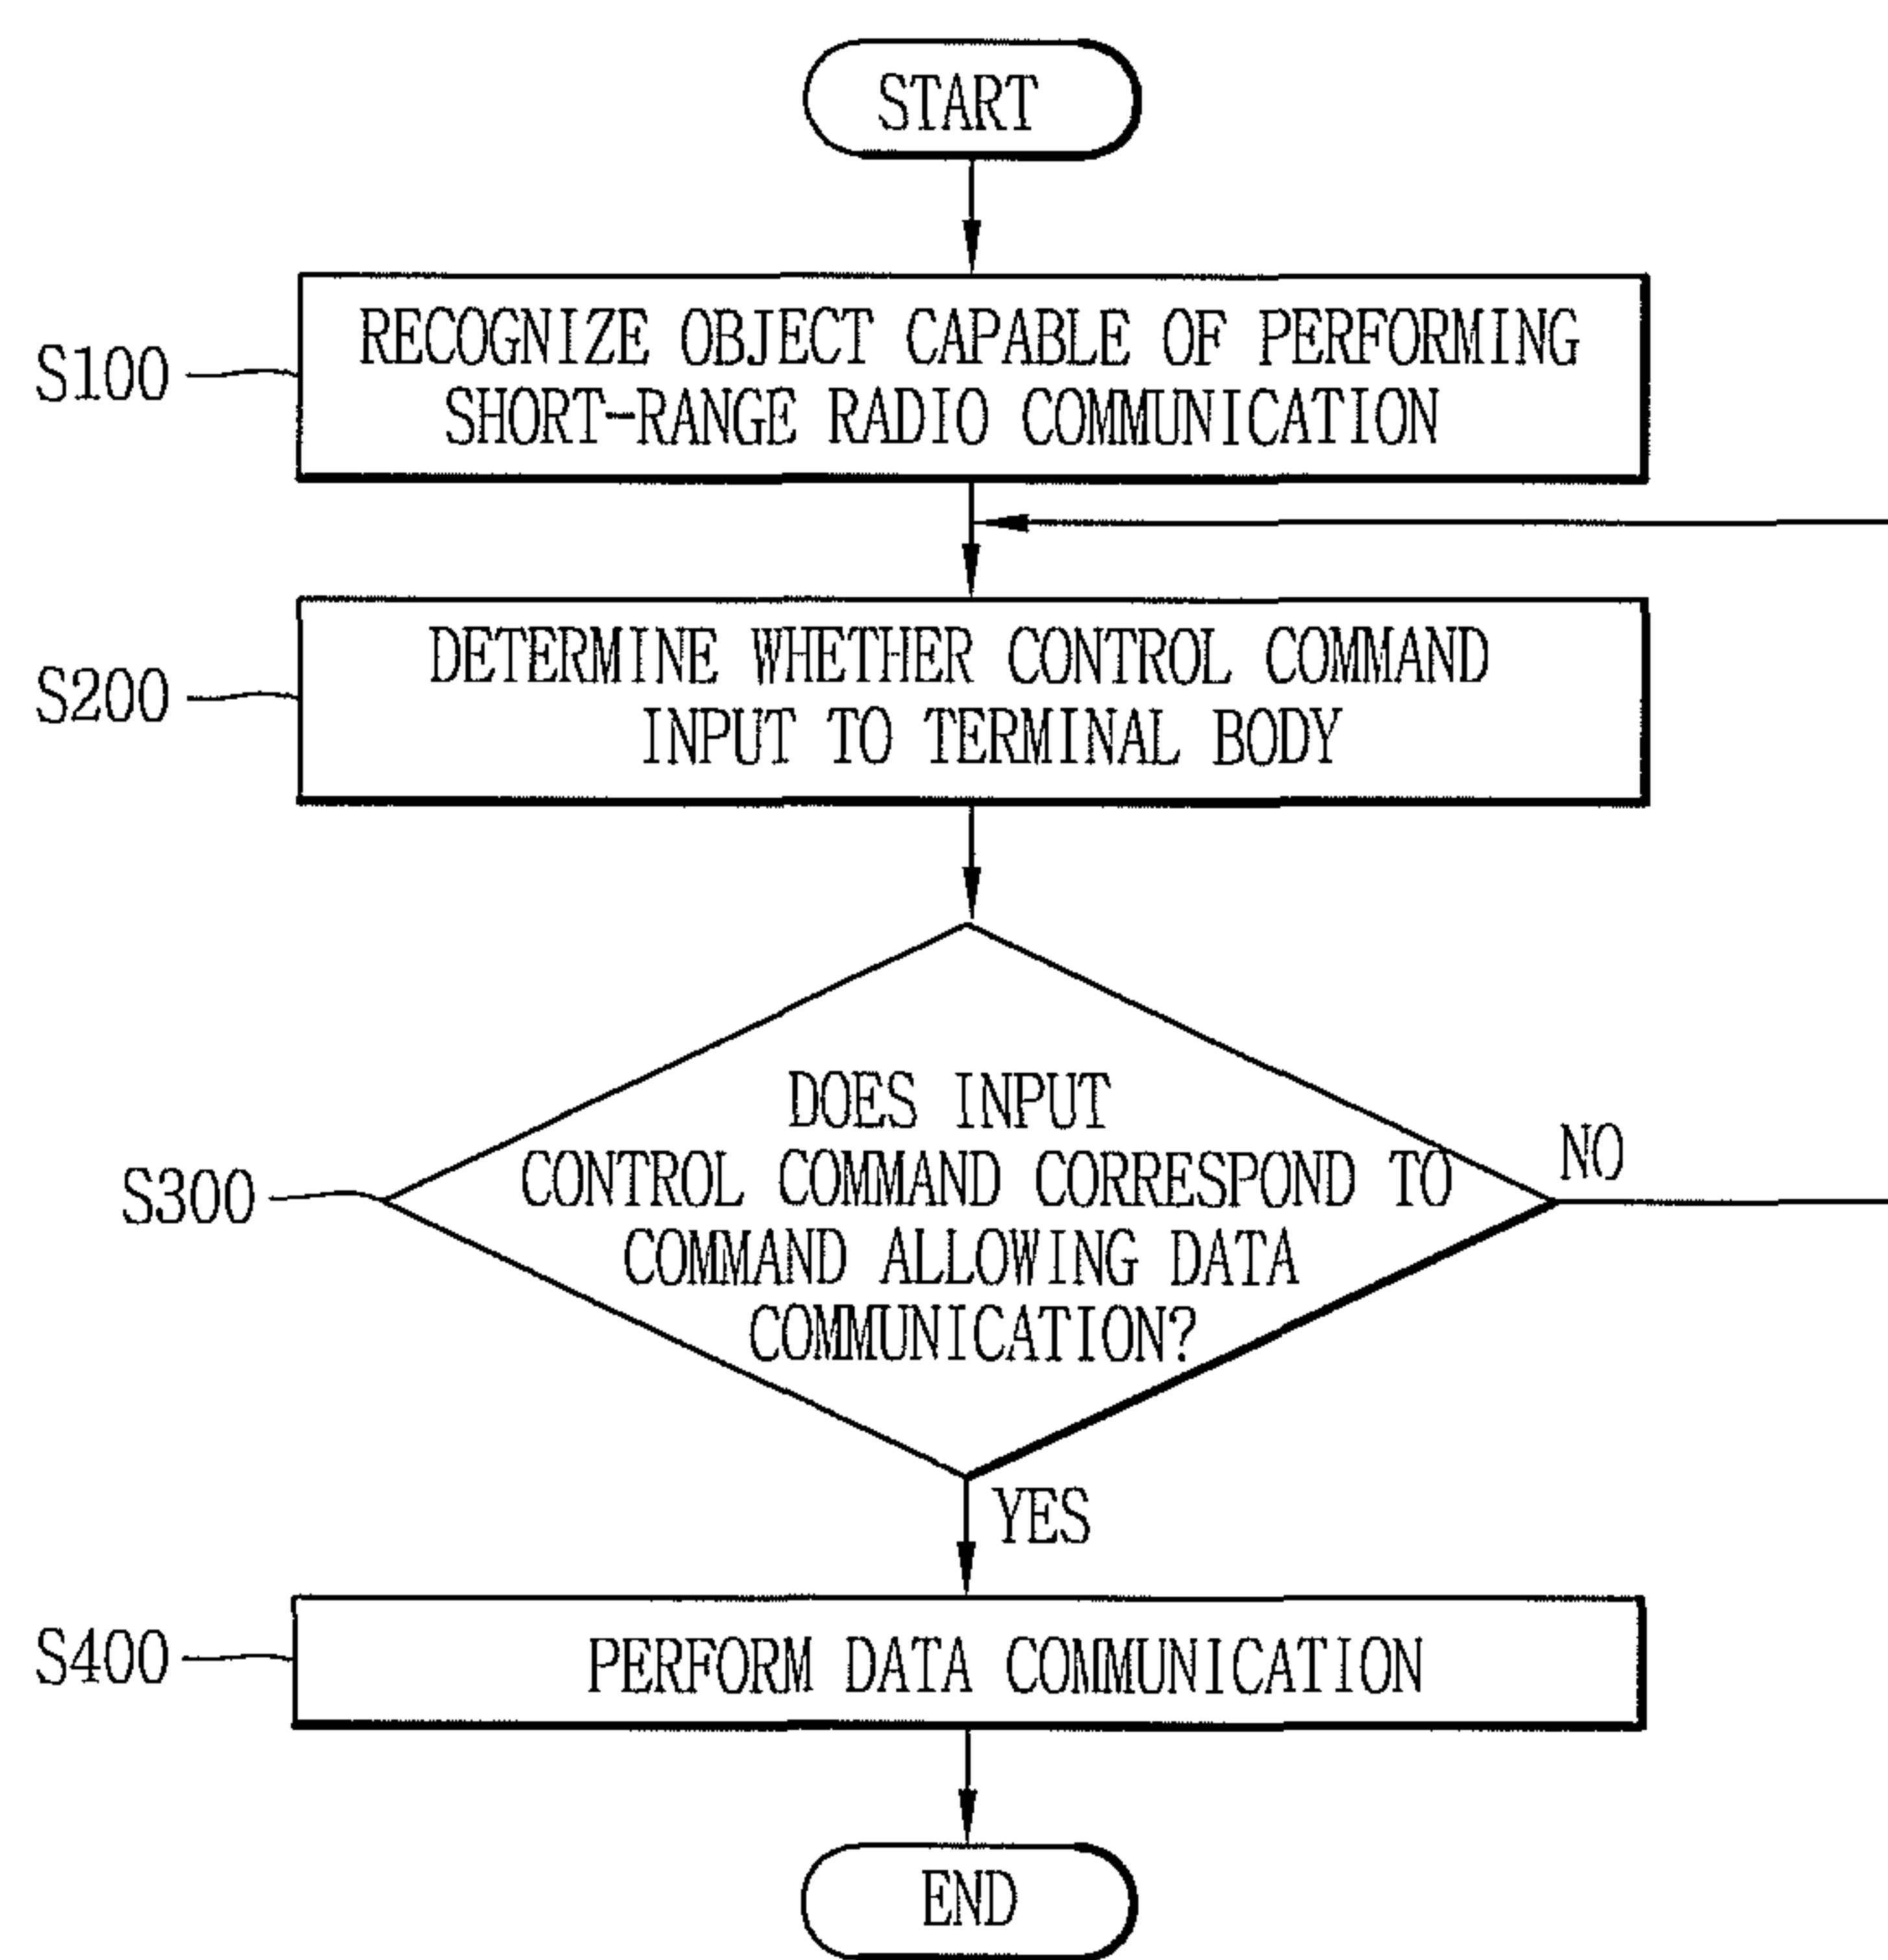 START
S100
RECOGNIZE OBJECT CAPABLE OF PERFORMING
SHORT-RANGE RADIO COMMUNICATION
S200
DETERMINE WHETHER CONTROL COMMAND
INPUT TO TERMINAL BODY
S300
DOES INPUT
CONTROL COMMAND CORRESPOND TO
COMMAND ALLOWING DATA
COMMUNICATION?
NO
YES
S400
PERFORM DATA COMMUNICATION
END